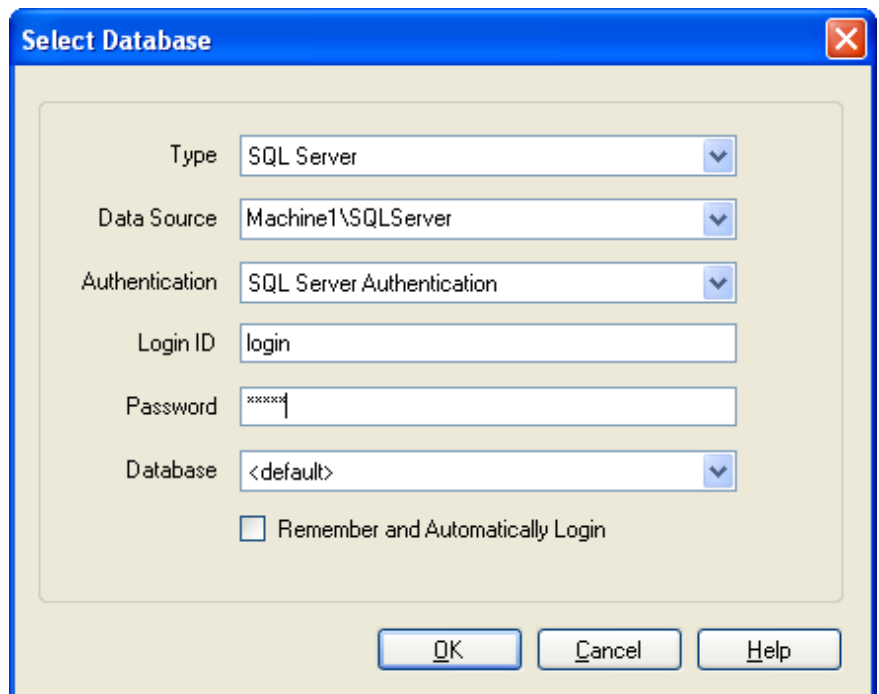 Select Database
Type SQL Server
Data Source Machine1\SQLServer
Authentication SQL Server Authentication
Login ID login
Password *****
Database <default>
Remember and Automatically Login
OK Cancel Help